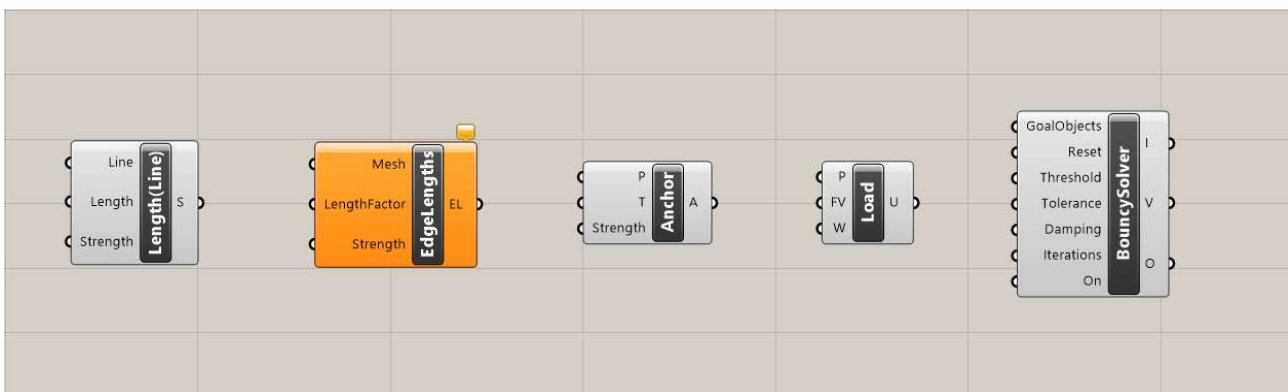 Line
Length
Strength
Length(Line)
S
Mesh
LengthFactor
Strength
EdgeLengths
EL
P
T
Strength
Anchor
A
P
FV
W
Load
U
GoalObjects
Reset
Threshold
Tolerance
Damping
Iterations
On
BouncySolver
I
V
O